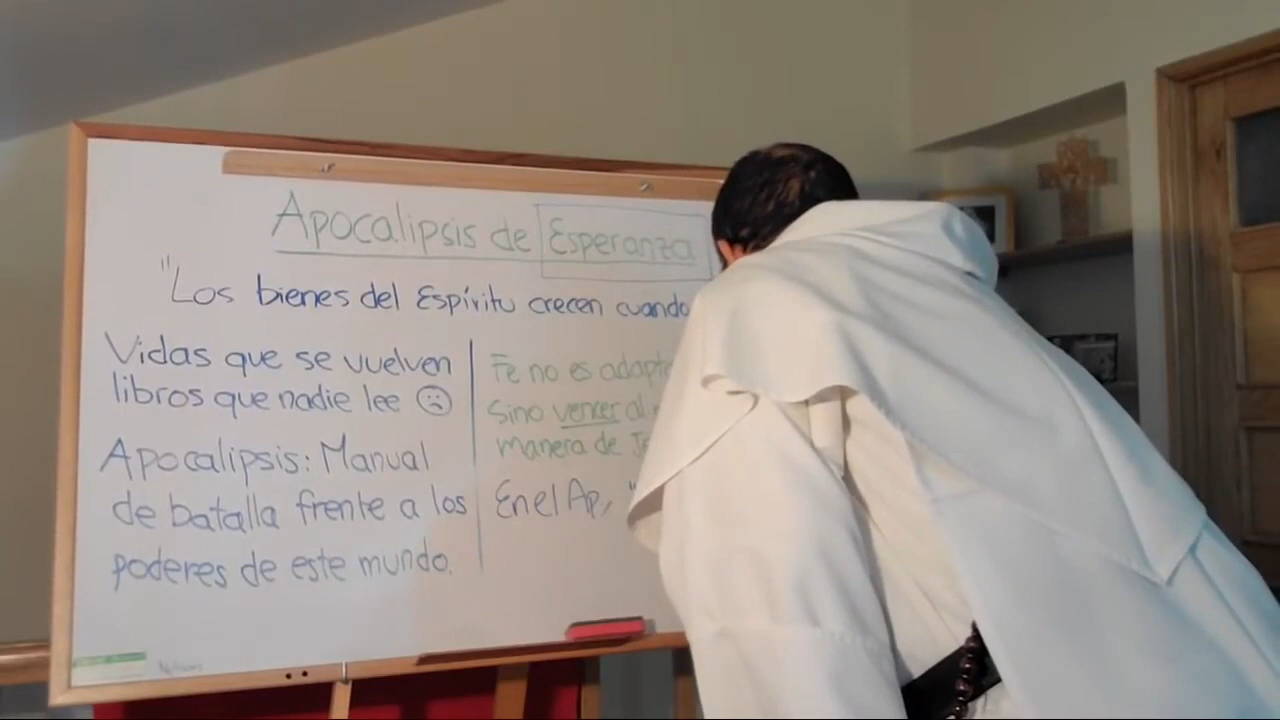 Apocalipsis de Esperanza
"Los bienes del Espíritu crecen cuando
Vidas que se vuelven
libros que nadie lee
Apocalipsis: Manual
de batalla frente a los
poderes de este mundo.
Fe no es
sino vencer al
manera de
En el Ap,